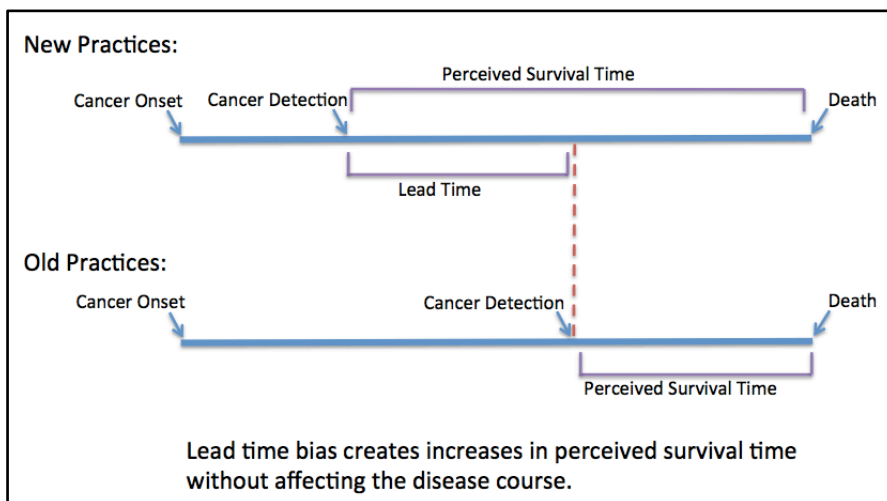 New Practices:
Perceived Survival Time
Cancer Onset
Cancer Detection
Death
Lead Time
Old Practices:
Cancer Onset
Cancer Detection
Death
Perceived Survival Time
Lead time bias creates increases in perceived survival time
without affecting the disease course.